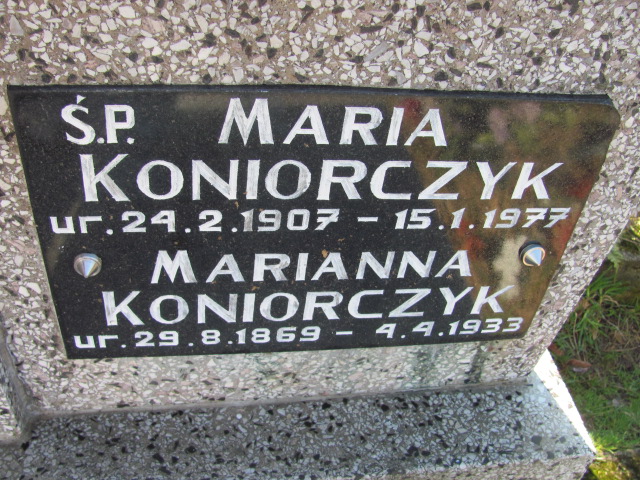 Ś.P. MARIA
KONIORCZYK
ur. 24.2.1907 – 15.1.1977
MARIANNA
KONIORCZYK
ur. 29.8.1869 – 4.4.1933